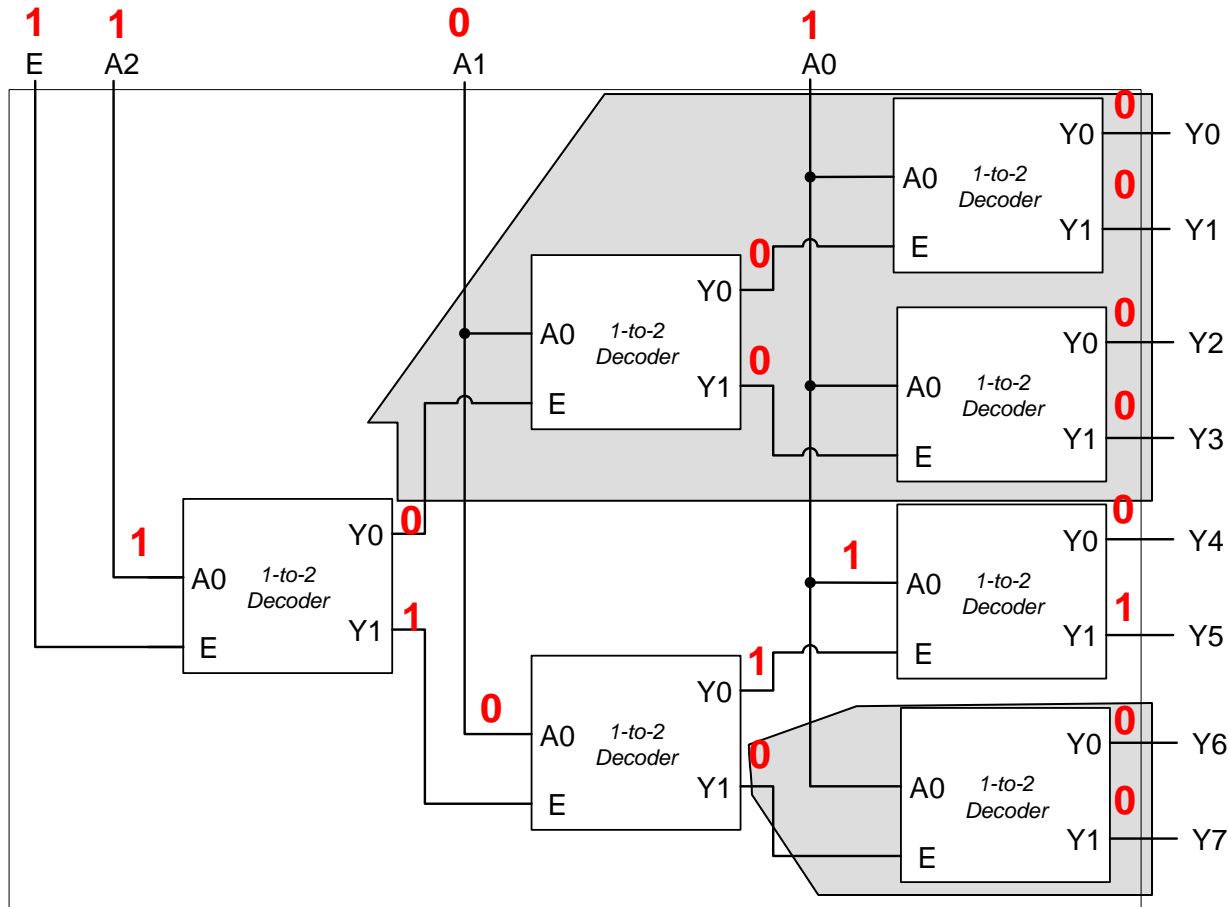 1 1 0 1
E A2 A1 A0
0
Y0 Y0
A0 1-to-2
Decoder
0
E Y1 Y1
0
Y0
A0 1-to-2
Decoder
0
Y1
E
0
Y0 Y2
A0 1-to-2
Decoder
0
Y1 Y3
E
0
Y0
1
A0 1-to-2
Decoder
1
Y1
E
0
Y0 Y4
1
A0 1-to-2
Decoder
1
Y1 Y5
E
1
Y0
0
A0 1-to-2
Decoder
0
Y1
E
0
Y0 Y6
A0 1-to-2
Decoder
0
Y1 Y7
E